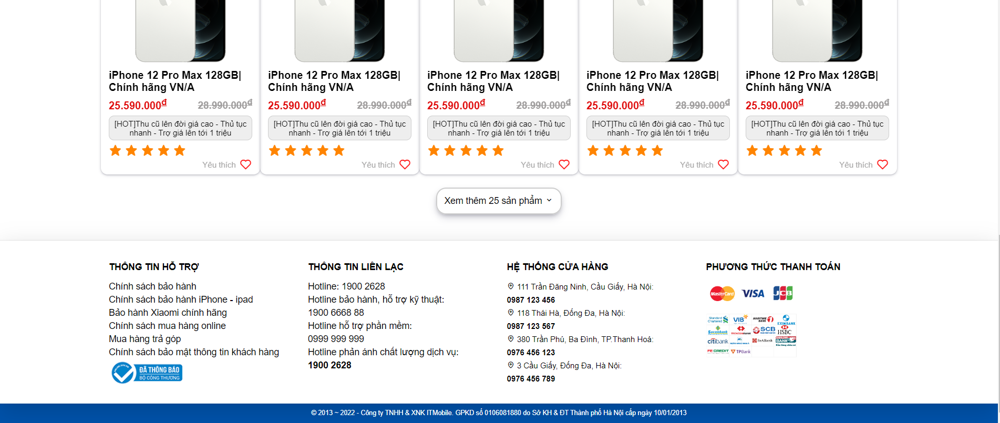 iPhone 12 Pro Max 128GB|
Chính hãng VN/A
25.590.000đ 28.990.000đ
[HOT]Thu cũ lên đời giá cao - Thủ tục
nhanh - Trợ giá lên tới 1 triệu
Yêu thích
iPhone 12 Pro Max 128GB|
Chính hãng VN/A
25.590.000đ 28.990.000đ
[HOT]Thu cũ lên đời giá cao - Thủ tục
nhanh - Trợ giá lên tới 1 triệu
Yêu thích
iPhone 12 Pro Max 128GB|
Chính hãng VN/A
25.590.000đ 28.990.000đ
[HOT]Thu cũ lên đời giá cao - Thủ tục
nhanh - Trợ giá lên tới 1 triệu
Yêu thích
iPhone 12 Pro Max 128GB|
Chính hãng VN/A
25.590.000đ 28.990.000đ
[HOT]Thu cũ lên đời giá cao - Thủ tục
nhanh - Trợ giá lên tới 1 triệu
Yêu thích
iPhone 12 Pro Max 128GB|
Chính hãng VN/A
25.590.000đ 28.990.000đ
[HOT]Thu cũ lên đời giá cao - Thủ tục
nhanh - Trợ giá lên tới 1 triệu
Yêu thích
Xem thêm 25 sản phẩm
THÔNG TIN HỖ TRỢ
Chính sách bảo hành
Chính sách bảo hành iPhone - ipad
Bảo hành Xiaomi chính hãng
Chính sách mua hàng online
Mua hàng trả góp
Chính sách bảo mật thông tin khách hàng
ĐÃ THÔNG BÁO
BỘ CÔNG THƯƠNG
THÔNG TIN LIÊN LẠC
Hotline: 1900 2628
Hotline bảo hành, hỗ trợ kỹ thuật:
1900 6668 88
Hotline hỗ trợ phần mềm:
0999 999 999
Hotline phản ánh chất lượng dịch vụ:
1900 2628
HỆ THỐNG CỬA HÀNG
111 Trần Đăng Ninh, Cầu Giấy, Hà Nội:
0987 123 456
118 Thái Hà, Đống Đa, Hà Nội:
0987 123 567
380 Trần Phú, Ba Đình, TP.Thanh Hoá:
0976 456 123
3 Cầu Giấy, Đống Đa, Hà Nội:
0976 456 789
PHƯƠNG THỨC THANH TOÁN
MasterCard VISA JCB
Standard Chartered VIB MARITIME BANK EXIMBANK
Sacombank TECHCOMBANK SCB HSBC
citibank SeABank BANK
FE CREDIT TPBank
© 2013 ~ 2022 - Công ty TNHH & XNK ITMobile. GPKD số 0106081880 do Sở KH & ĐT Thành phố Hà Nội cấp ngày 10/01/2013